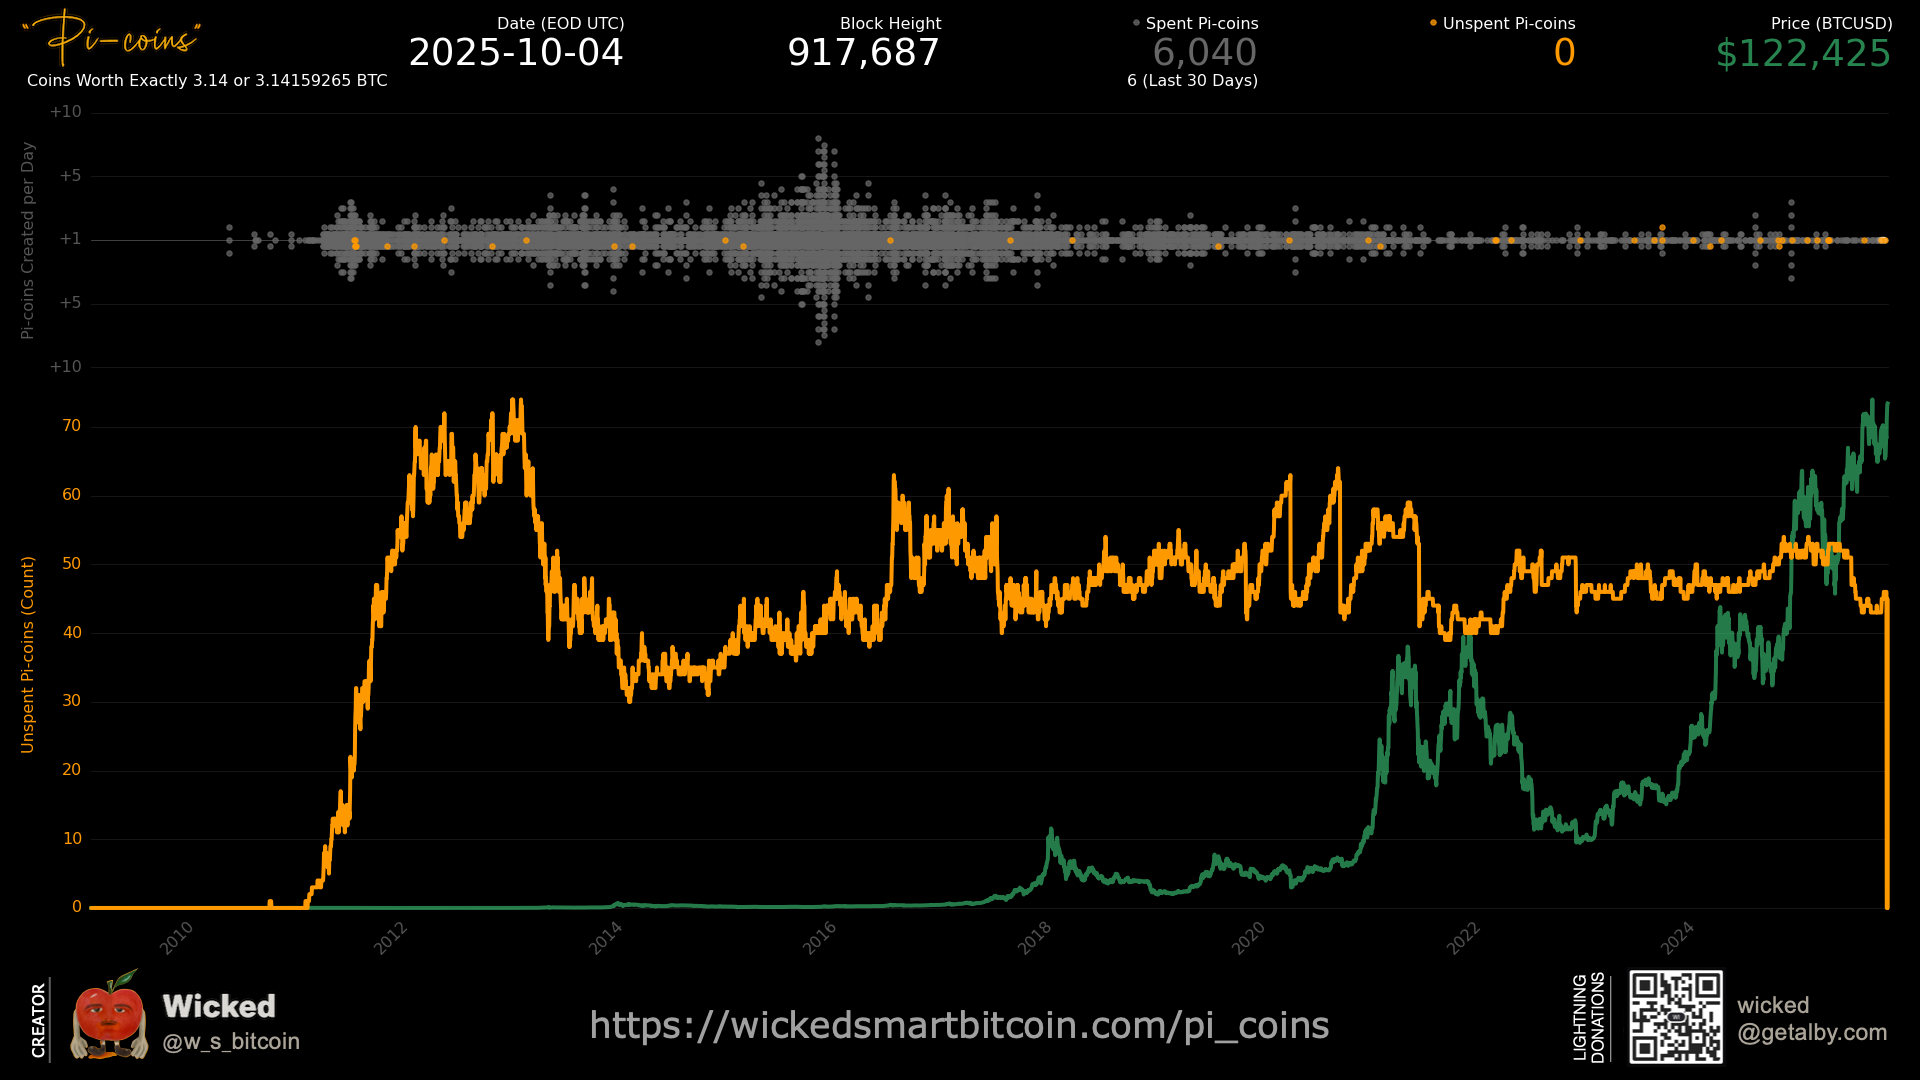 "Pi-coins"
Coins Worth Exactly 3.14 or 3.14159265 BTC
Date (EOD UTC)
2025-10-04
Block Height
917,687
Spent Pi-coins
6,040
6 (Last 30 Days)
Unspent Pi-coins
0
Price (BTCUSD)
$122,425
Pi-coins Created per Day
+10
+5
+1
+5
+10
Unspent Pi-coins (Count)
70
60
50
40
30
20
10
0
2010
2012
2014
2016
2018
2020
2022
2024
CREATOR
Wicked
@w_s_bitcoin
https://wickedsmartbitcoin.com/pi_coins
LIGHTNING
DONATIONS
wicked
@getalby.com